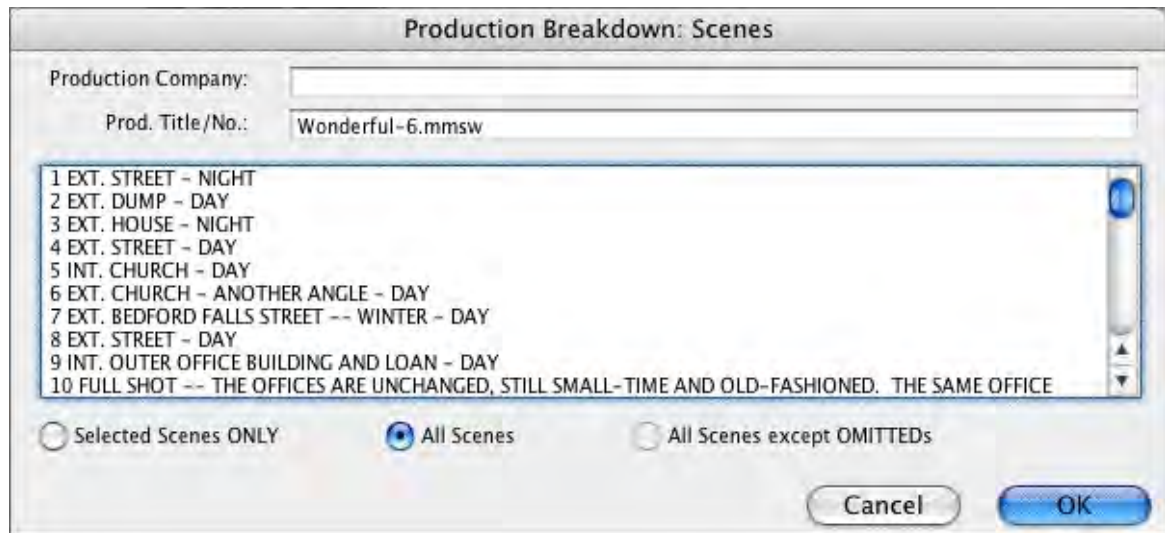 Production Breakdown: Scenes
Production Company:
Prod. Title/No.: Wonderful-6.mmsw
1 EXT. STREET - NIGHT
2 EXT. DUMP - DAY
3 EXT. HOUSE - NIGHT
4 EXT. STREET - DAY
5 INT. CHURCH - DAY
6 EXT. CHURCH - ANOTHER ANGLE - DAY
7 EXT. BEDFORD FALLS STREET -- WINTER - DAY
8 EXT. STREET - DAY
9 INT. OUTER OFFICE BUILDING AND LOAN - DAY
10 FULL SHOT -- THE OFFICES ARE UNCHANGED, STILL SMALL-TIME AND OLD-FASHIONED.  THE SAME OFFICE
Selected Scenes ONLY All Scenes All Scenes except OMITTEDs
Cancel OK